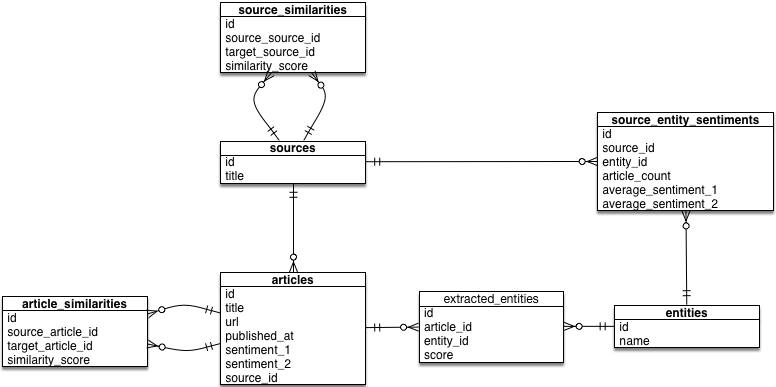 source_similarities
id
source_source_id
target_source_id
similarity_score
sources
id
title
source_entity_sentiments
id
source_id
entity_id
article_count
average_sentiment_1
average_sentiment_2
articles
id
title
url
published_at
sentiment_1
sentiment_2
source_id
article_similarities
id
source_article_id
target_article_id
similarity_score
extracted_entities
id
article_id
entity_id
score
entities
id
name